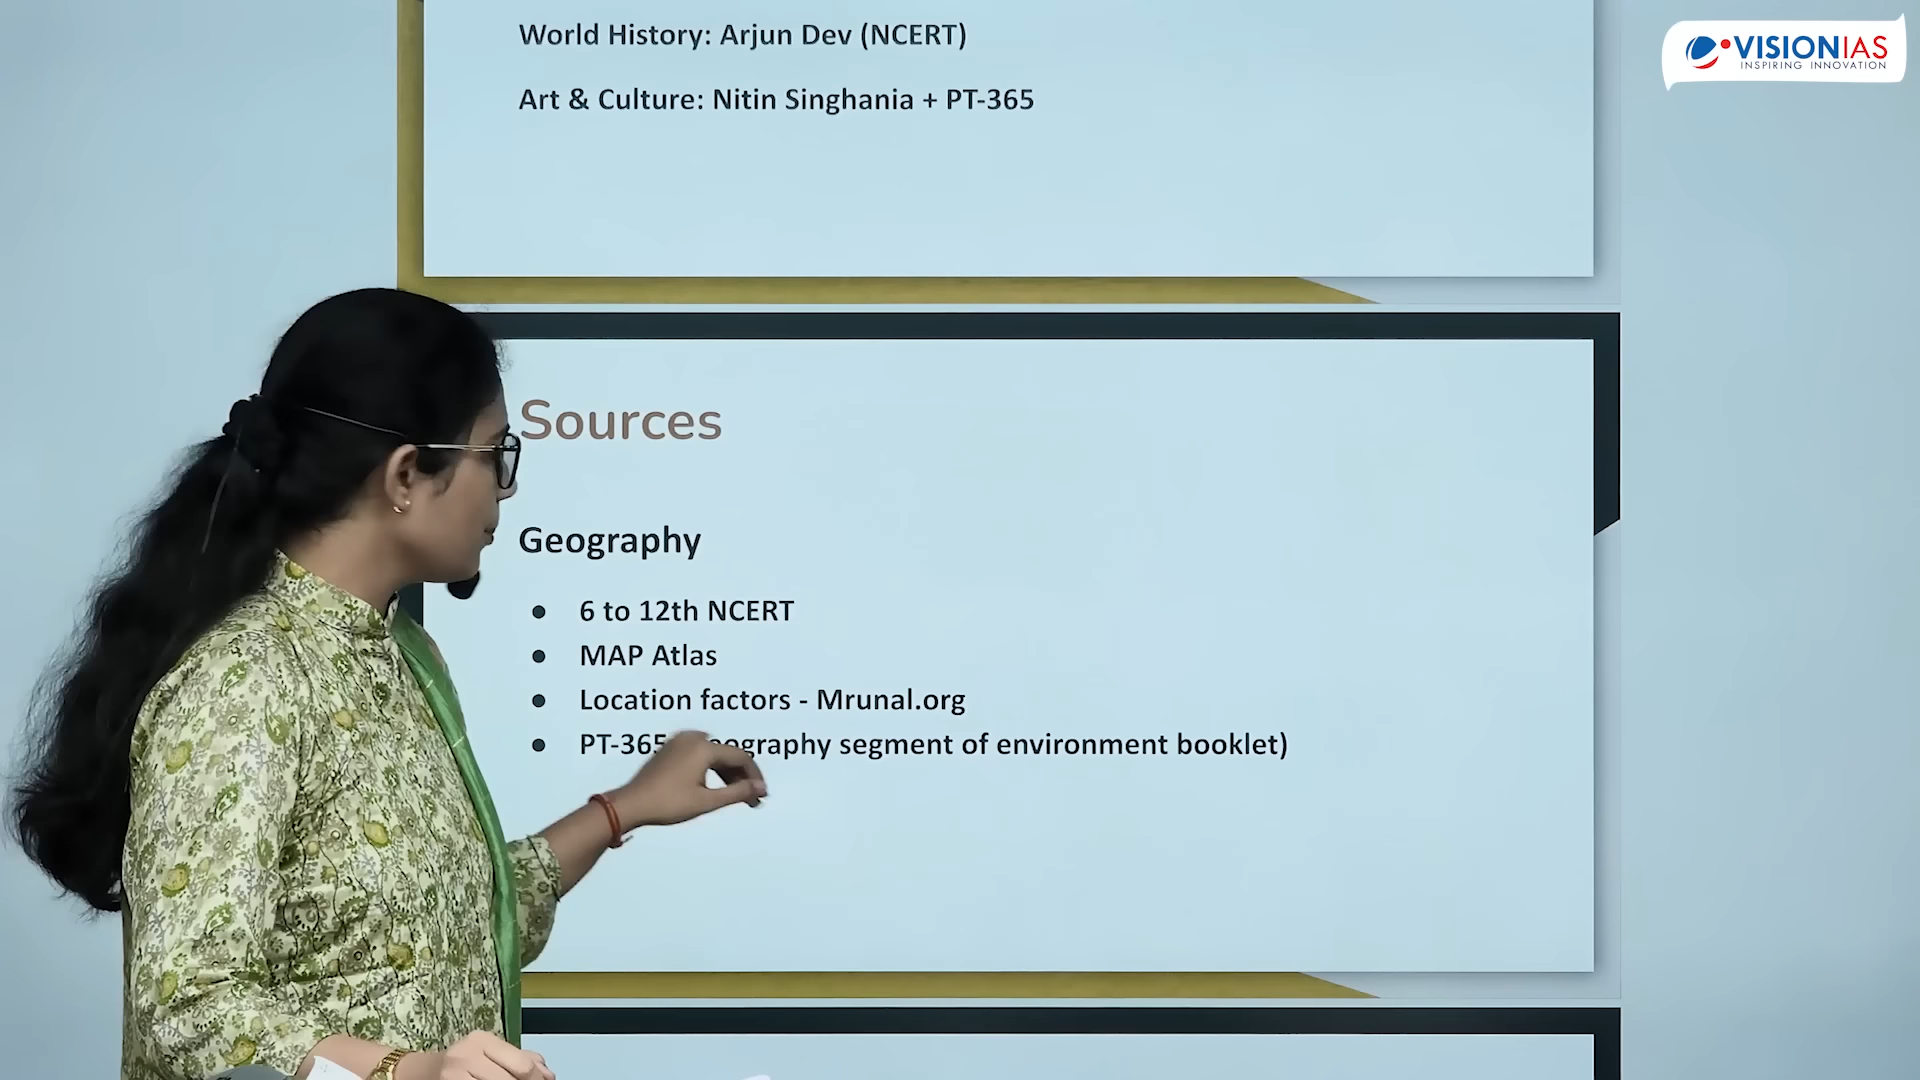 World History: Arjun Dev (NCERT)
VISIONIAS
INSPIRING INNOVATION
Art & Culture: Nitin Singhania + PT-365
Sources
Geography
● 6 to 12th NCERT
● MAP Atlas
● Location factors - Mrunal.org
● PT-365 segment of environment booklet)